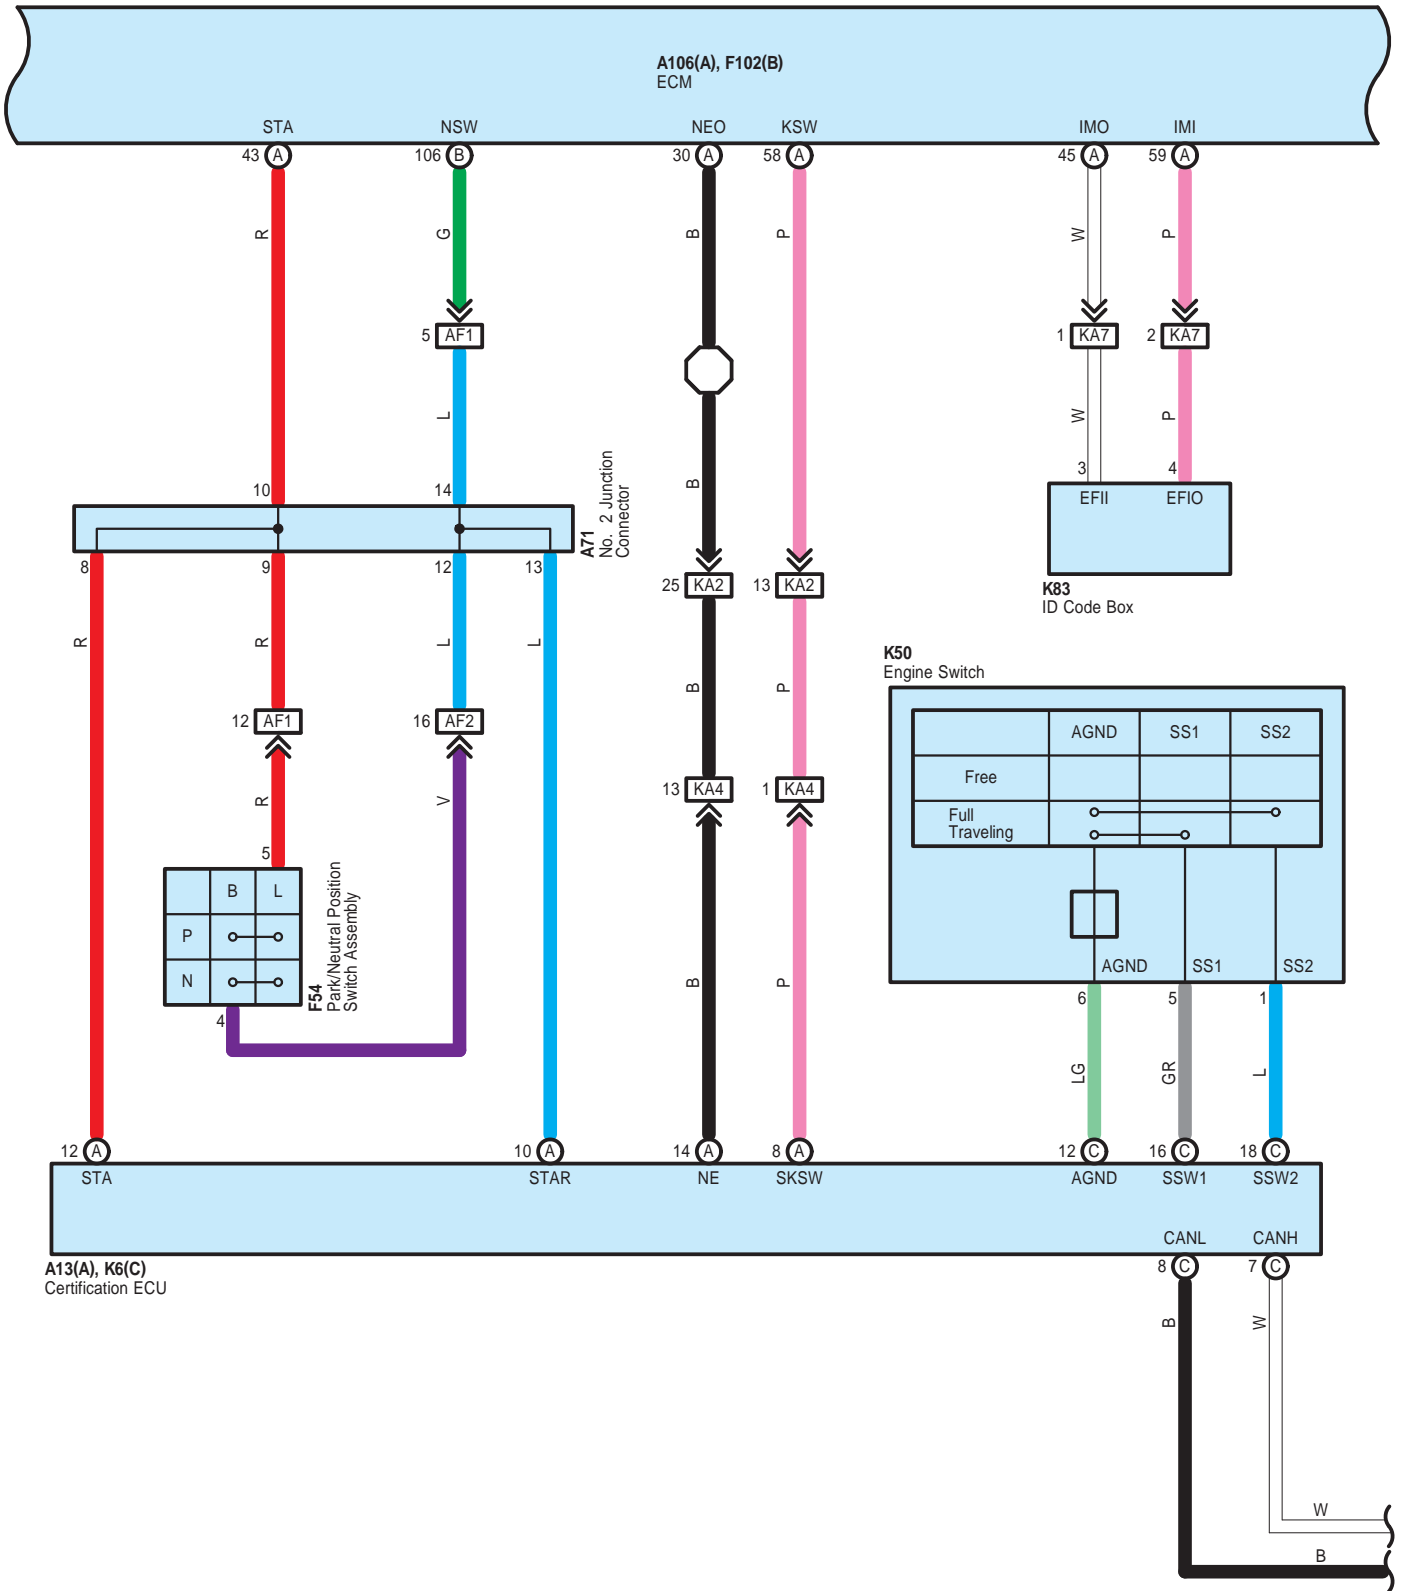 A106(A), F102(B)
ECM
STA NSW NEO KSW IMO IMI
43 A 106 B 30 A 58 A 45 A 59 A
R G B P W P
5 AF1 1 KA7 2 KA7
L W P
B
3 4
EFII EFIO
10 14
A71
No. 2 Junction
Connector
8 9 12 13
25 KA2 13 KA2
K83
ID Code Box
R R L L B P
K50
Engine Switch
AGND SS1 SS2
Free
Full
Traveling
12 AF1 16 AF2
13 KA4 1 KA4
R V
5
B L
P
N
F54
Park/Neutral Position
Switch Assembly
4
B P
AGND SS1 SS2
6 5 1
LG GR L
12 A 10 A 14 A 8 A 12 C 16 C 18 C
STA STAR NE SKSW AGND SSW1 SSW2
CANL CANH
A13(A), K6(C)
Certification ECU
8 C 7 C
B W
W
B